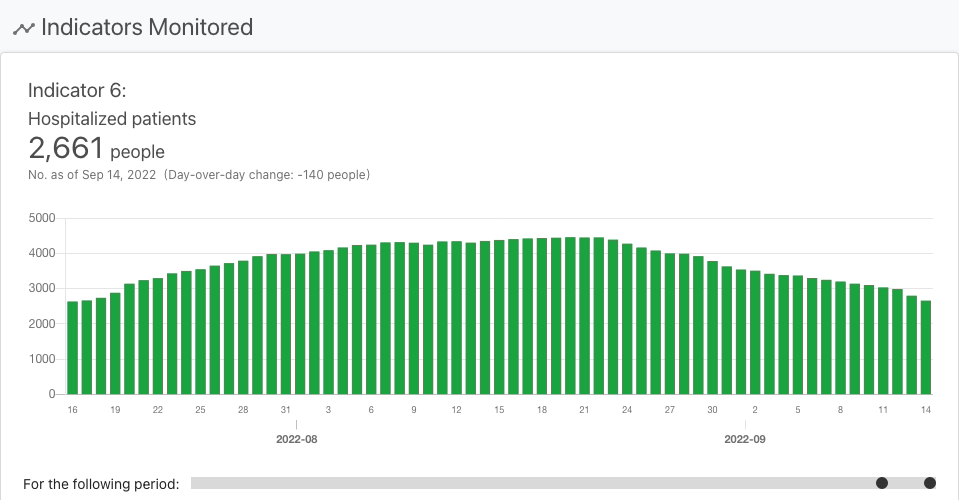 Indicators Monitored
Indicator 6:
Hospitalized patients
2,661 people
No. as of Sep 14, 2022 (Day-over-day change: -140 people)
5000
4000
3000
2000
1000
0
16 19 22 25 28 31 3 6 9 12 15 18 21 24 27 30 2 5 8 11 14
2022-08 2022-09
For the following period: